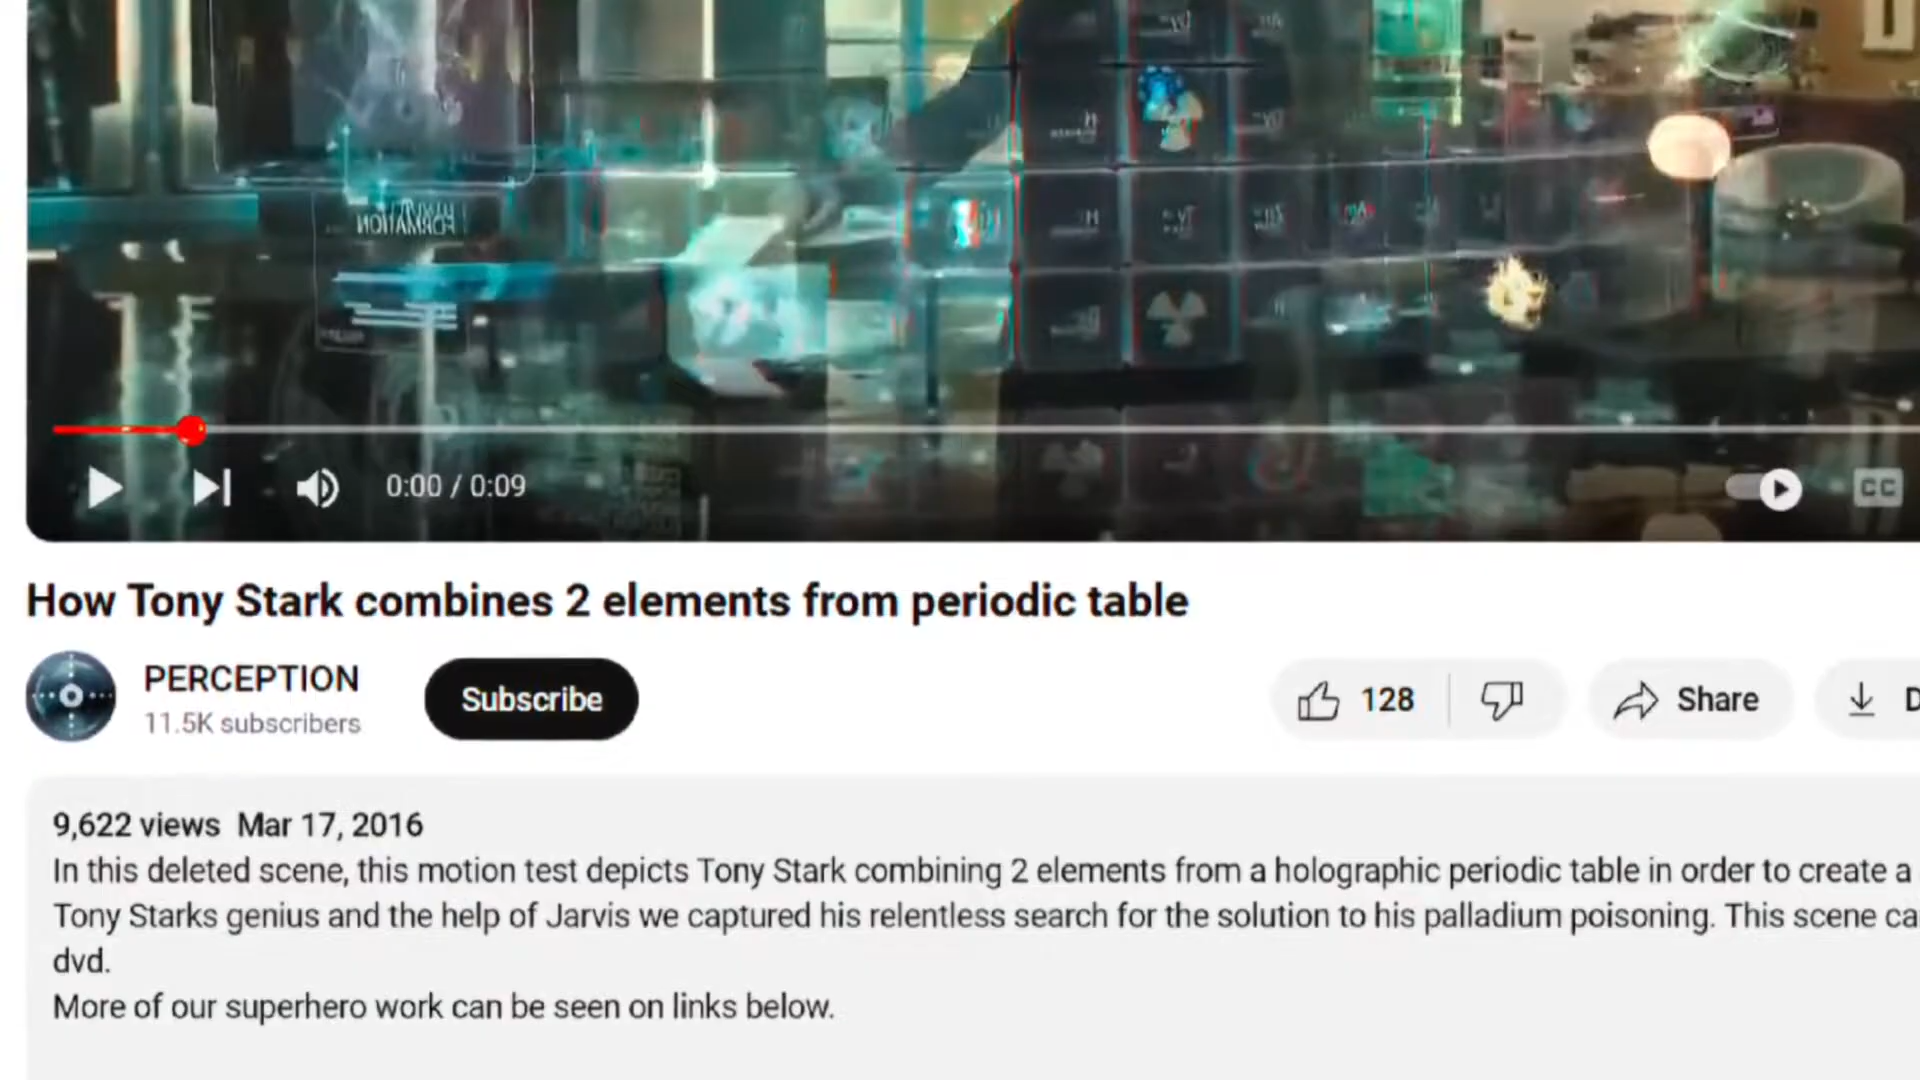 0:00 / 0:09
CC
How Tony Stark combines 2 elements from periodic table
PERCEPTION
11.5K subscribers
Subscribe
128
Share
D
9,622 views Mar 17, 2016
In this deleted scene, this motion test depicts Tony Stark combining 2 elements from a holographic periodic table in order to create a
Tony Starks genius and the help of Jarvis we captured his relentless search for the solution to his palladium poisoning. This scene ca
dvd.
More of our superhero work can be seen on links below.